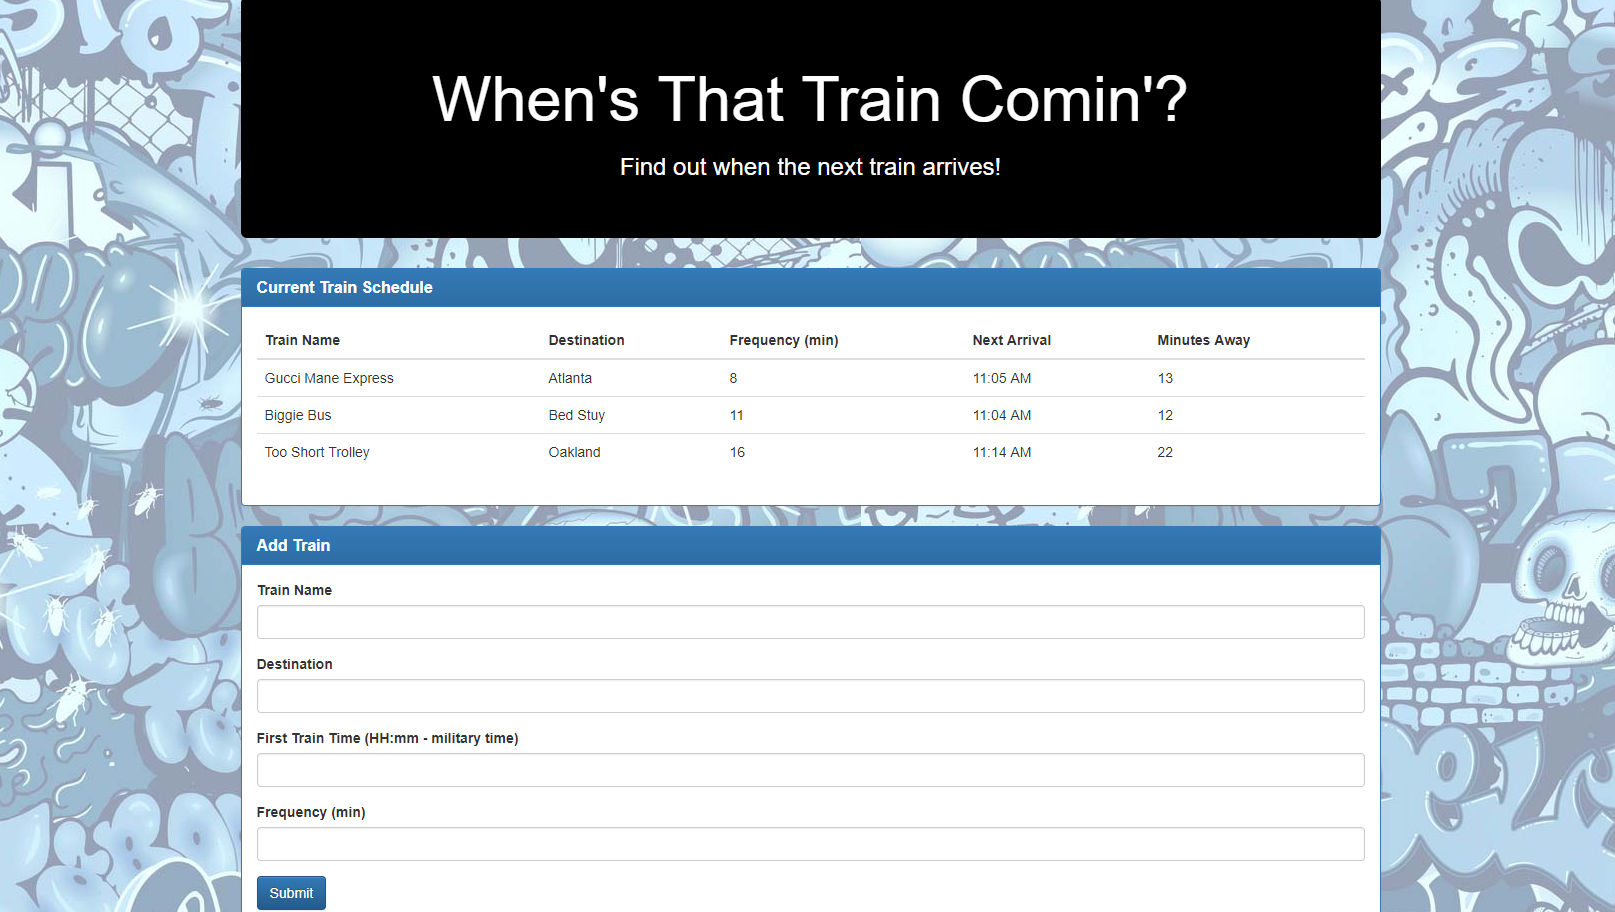 When's That Train Comin'?
Find out when the next train arrives!
Current Train Schedule
Train Name Destination Frequency (min) Next Arrival Minutes Away
Gucci Mane Express Atlanta 8 11:05 AM 13
Biggie Bus Bed Stuy 11 11:04 AM 12
Too Short Trolley Oakland 16 11:14 AM 22
Add Train
Train Name
Destination
First Train Time (HH:mm - military time)
Frequency (min)
Submit